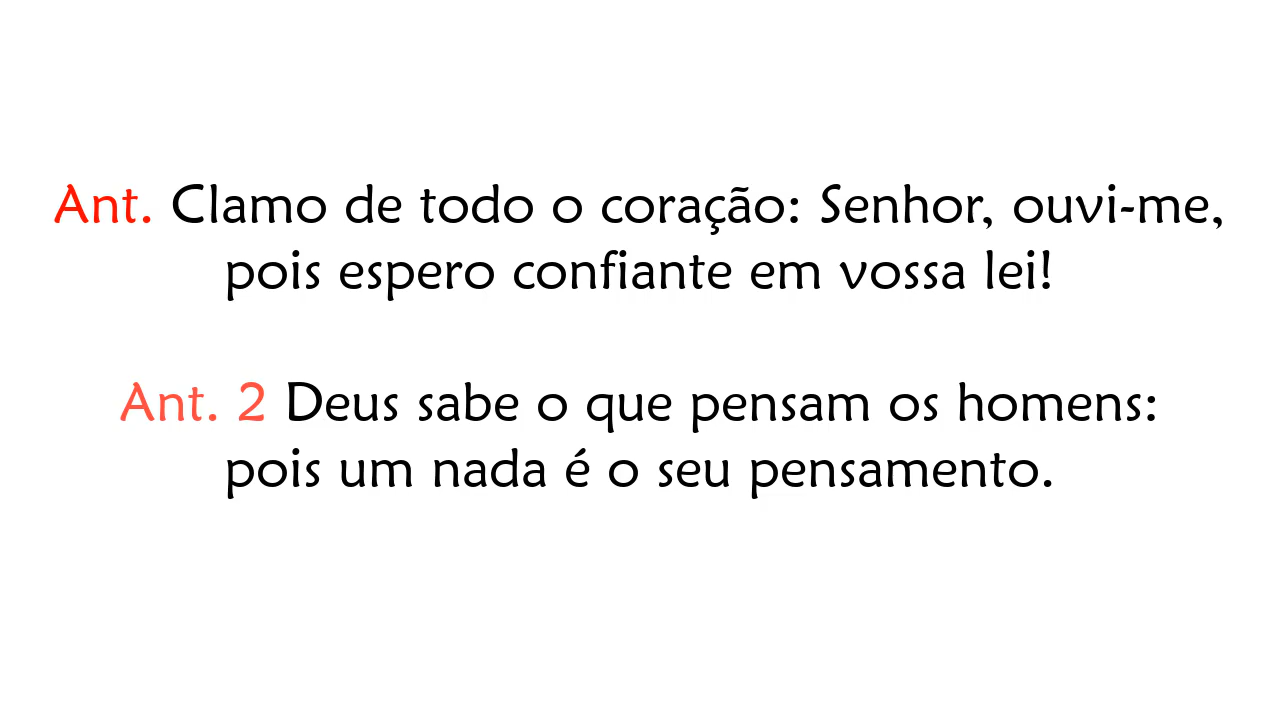 Ant. Clamo de todo o coração: Senhor, ouvi-me,
pois espero confiante em vossa lei!
Ant. 2 Deus sabe o que pensam os homens:
pois um nada é o seu pensamento.